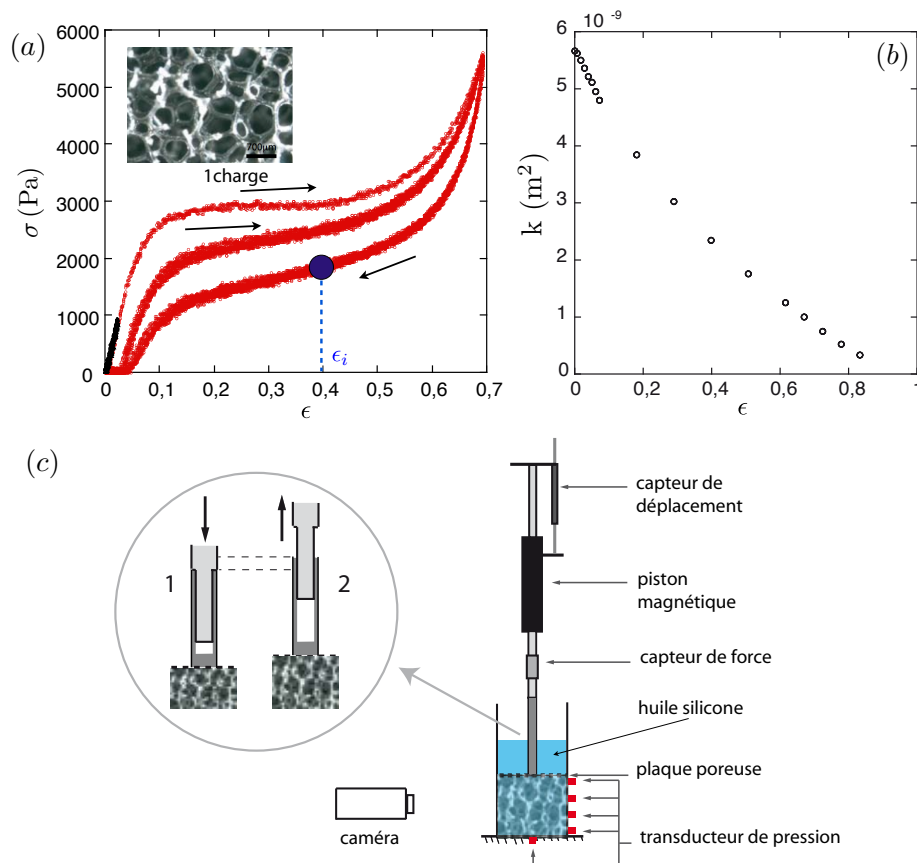 (a)
6000
5000
4000
3000
2000
1000
0
σ (Pa)
700µm
1charge
ϵᵢ
0 0,1 0,2 0,3 0,4 0,5 0,6 0,7
ϵ
(b)
6 10 -9
5
4
3
2
1
0
k (m²)
0 0,2 0,4 0,6 0,8 1
ϵ
(c)
1
2
capteur de
déplacement
piston
magnétique
capteur de force
huile silicone
plaque poreuse
transducteur de pression
caméra